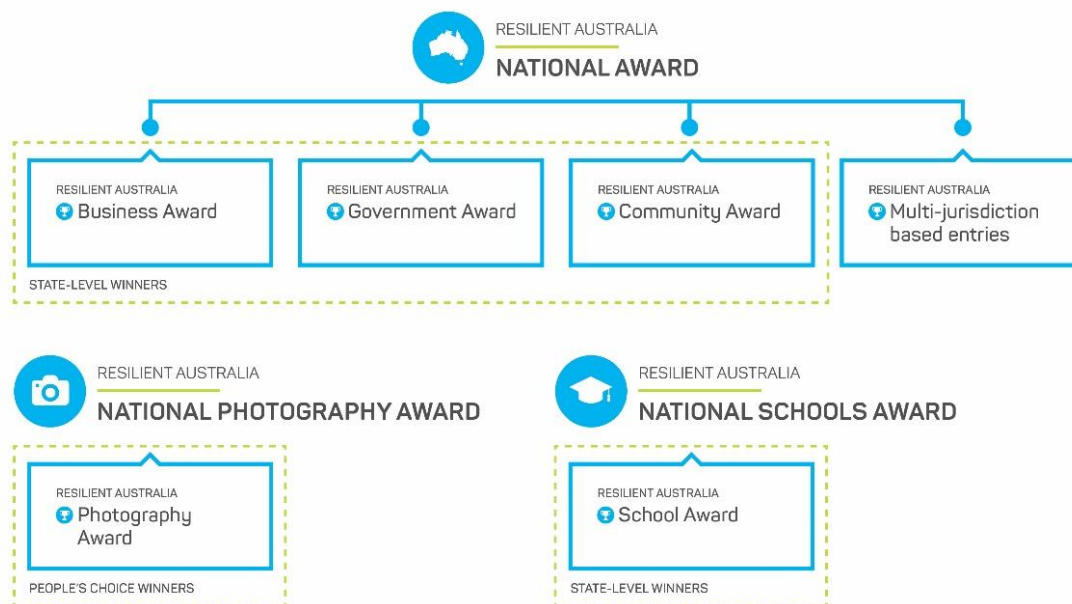 RESILIENT AUSTRALIA
NATIONAL AWARD
RESILIENT AUSTRALIA
Business Award
RESILIENT AUSTRALIA
Government Award
RESILIENT AUSTRALIA
Community Award
RESILIENT AUSTRALIA
Multi-jurisdiction
based entries
STATE-LEVEL WINNERS
RESILIENT AUSTRALIA
NATIONAL PHOTOGRAPHY AWARD
RESILIENT AUSTRALIA
Photography
Award
PEOPLE'S CHOICE WINNERS
RESILIENT AUSTRALIA
NATIONAL SCHOOLS AWARD
RESILIENT AUSTRALIA
School Award
STATE-LEVEL WINNERS